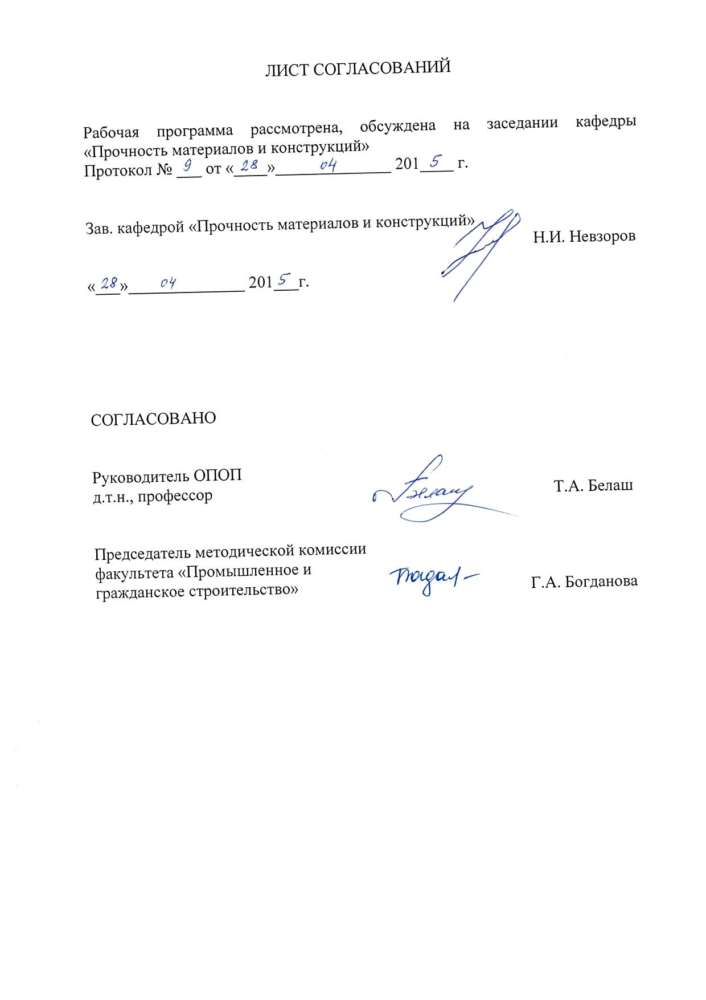 ЛИСТ СОГЛАСОВАНИЙ
Рабочая программа рассмотрена, обсуждена на заседании кафедры
«Прочность материалов и конструкций»
Протокол № 9 от «28» 04 2015 г.
Зав. кафедрой «Прочность материалов и конструкций»
Н.И. Невзоров
«28» 04 2015 г.
СОГЛАСОВАНО
Руководитель ОПОП
д.т.н., профессор
Т.А. Белаш
Председатель методической комиссии
факультета «Промышленное и
гражданское строительство»
Г.А. Богданова